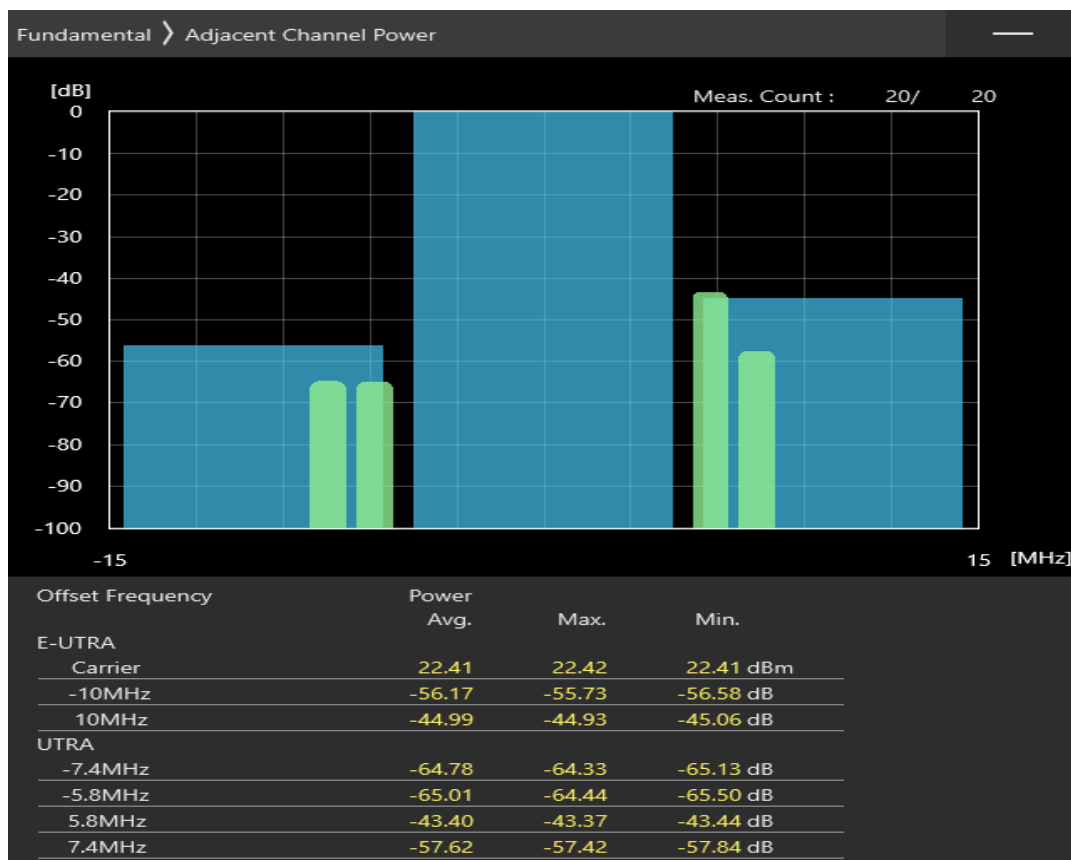 Fundamental ❯ Adjacent Channel Power
[dB]
Meas. Count : 20/ 20
0
-10
-20
-30
-40
-50
-60
-70
-80
-90
-100
-15 15 [MHz]
Offset Frequency Power
Avg. Max. Min.
E-UTRA
Carrier 22.41 22.42 22.41 dBm
-10MHz -56.17 -55.73 -56.58 dB
10MHz -44.99 -44.93 -45.06 dB
UTRA
-7.4MHz -64.78 -64.33 -65.13 dB
-5.8MHz -65.01 -64.44 -65.50 dB
5.8MHz -43.40 -43.37 -43.44 dB
7.4MHz -57.62 -57.42 -57.84 dB